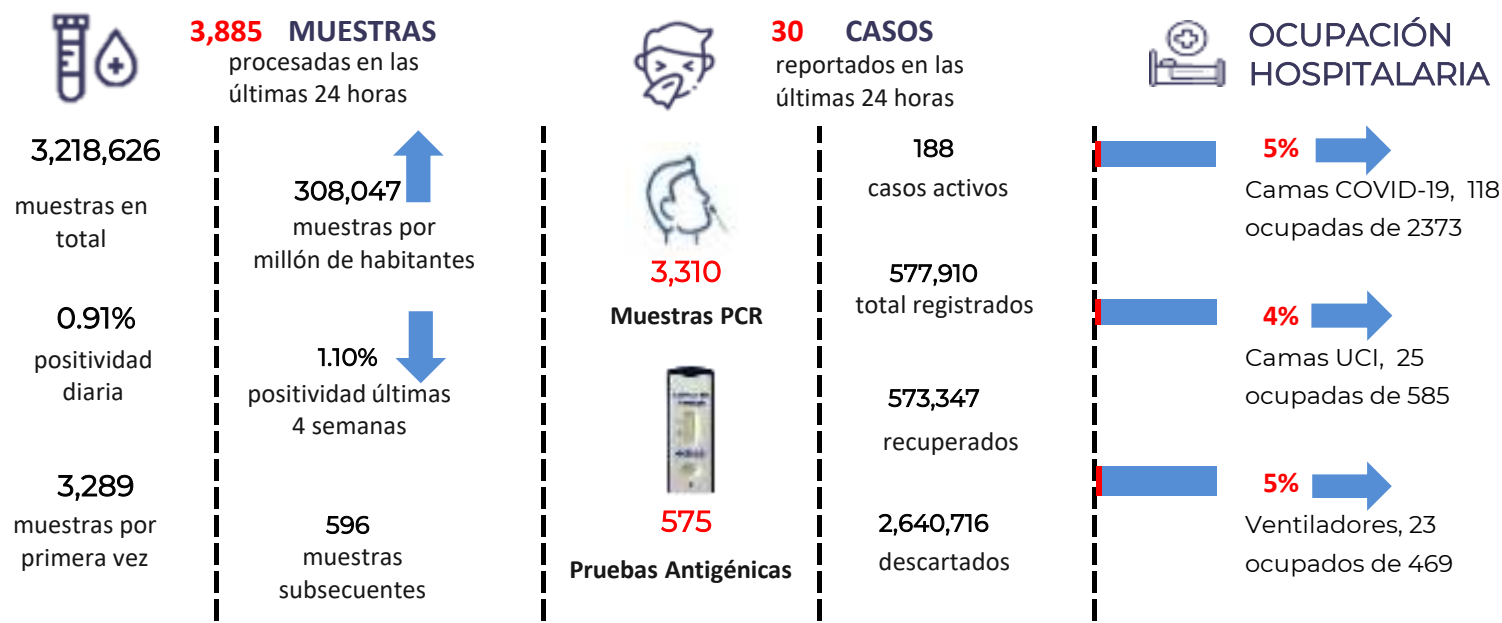 3,885 MUESTRAS
procesadas en las
últimas 24 horas
3,218,626
muestras en
total
0.91%
positividad
diaria
3,289
muestras por
primera vez
308,047
muestras por
millón de habitantes
1.10%
positividad últimas
4 semanas
596
muestras
subsecuentes
30 CASOS
reportados en las
últimas 24 horas
3,310
Muestras PCR
575
Pruebas Antigénicas
188
casos activos
577,910
total registrados
573,347
recuperados
2,640,716
descartados
OCUPACIÓN
HOSPITALARIA
5%
Camas COVID-19, 118
ocupadas de 2373
4%
Camas UCI, 25
ocupadas de 585
5%
Ventiladores, 23
ocupados de 469